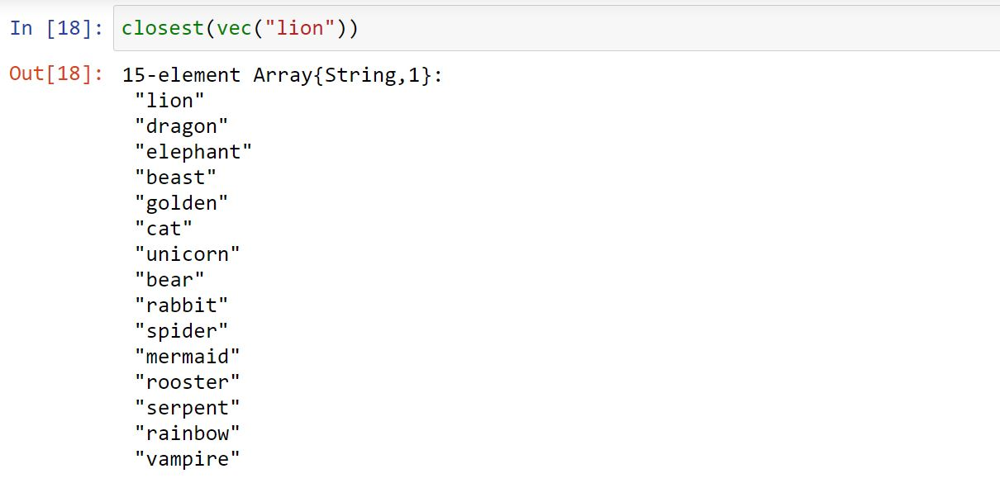 In [18]: closest(vec("lion"))
Out[18]: 15-element Array{String,1}:
"lion"
"dragon"
"elephant"
"beast"
"golden"
"cat"
"unicorn"
"bear"
"rabbit"
"spider"
"mermaid"
"rooster"
"serpent"
"rainbow"
"vampire"